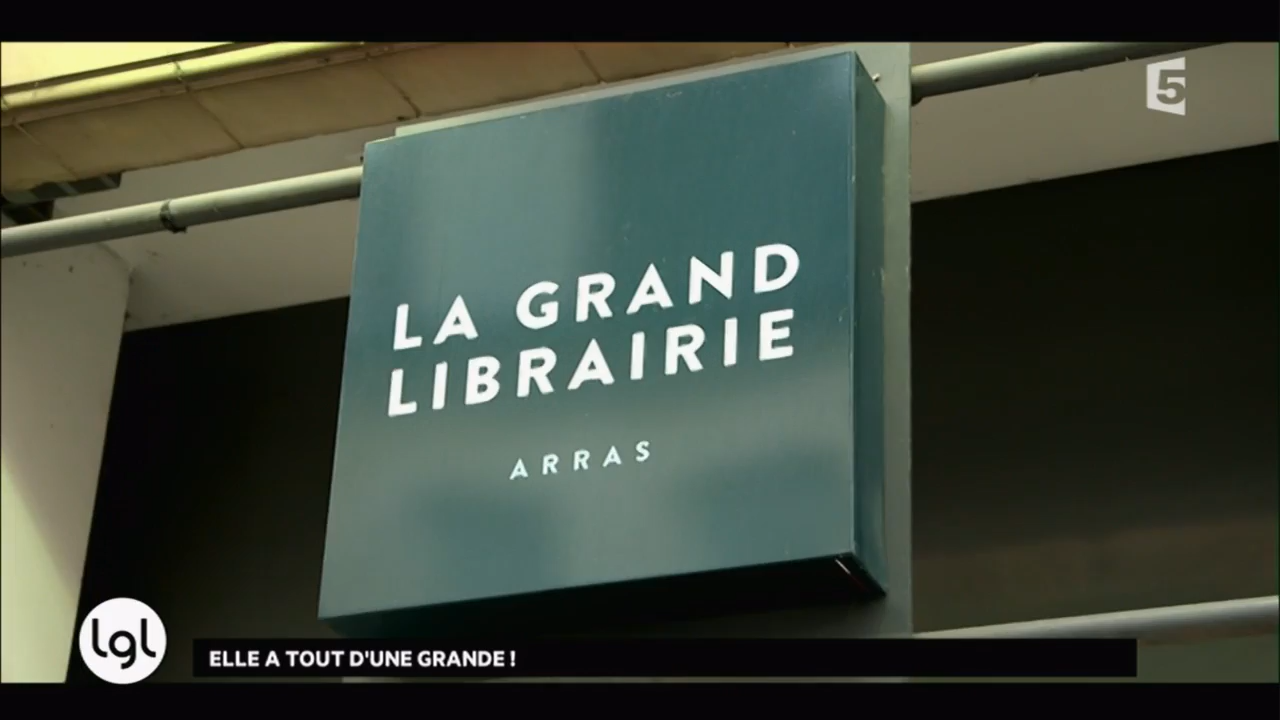 5
LA GRAND
LIBRAIRIE
ARRAS
lgl
ELLE A TOUT D'UNE GRANDE !